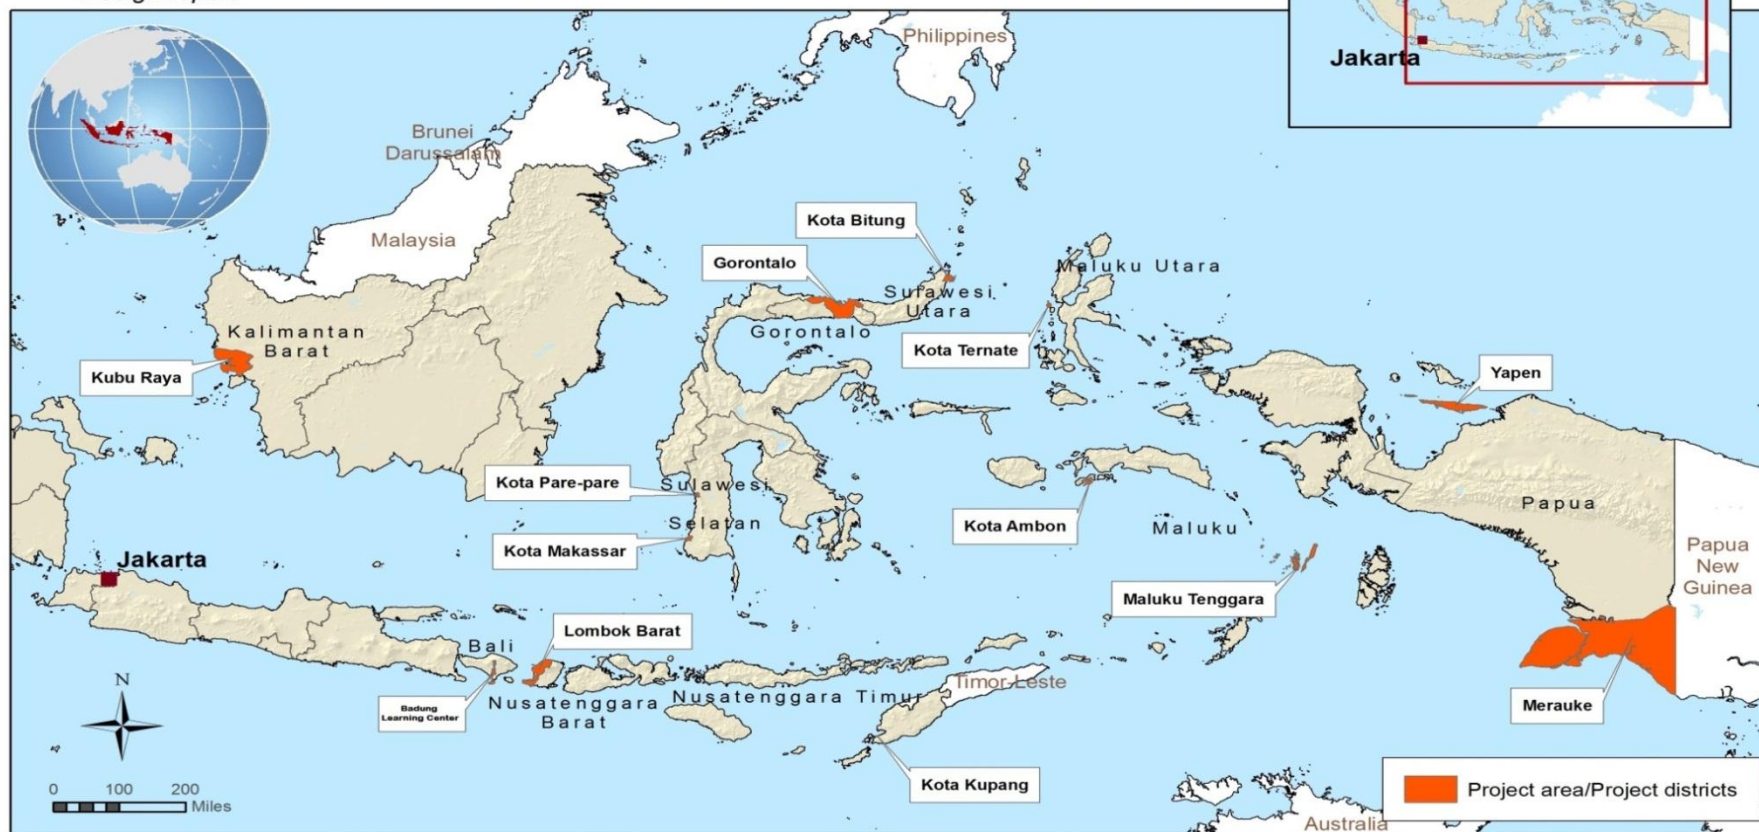 Jakarta
Philippines
Brunei
Darussalam
Malaysia
Kota Bitung
Gorontalo
Maluku Utara
Sulawesi
Utara
Kalimantan
Barat
Gorontalo
Kota Ternate
Kubu Raya
Yapen
Kota Pare-pare
Sulawesi
Selatan
Kota Makassar
Kota Ambon
Maluku
Papua
Papua
New
Guinea
Jakarta
Maluku Tenggara
Bali
Lombok Barat
Badung
Learning Center
Nusatenggara
Barat
Nusatenggara Timur
Timor-Leste
Merauke
Kota Kupang
N
0 100 200
Miles
Project area/Project districts
Australia